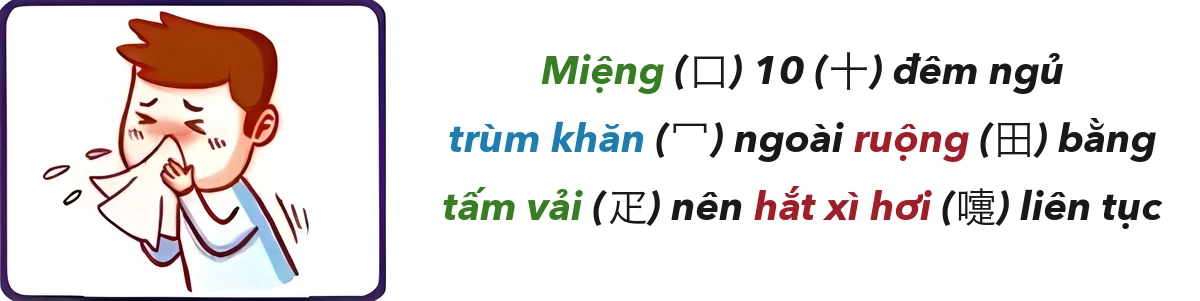 Miệng (口) 10 (十) đêm ngủ
trùm khăn (冖) ngoài ruộng (田) bằng
tấm vải (疋) nên hắt xì hơi (嚏) liên tục